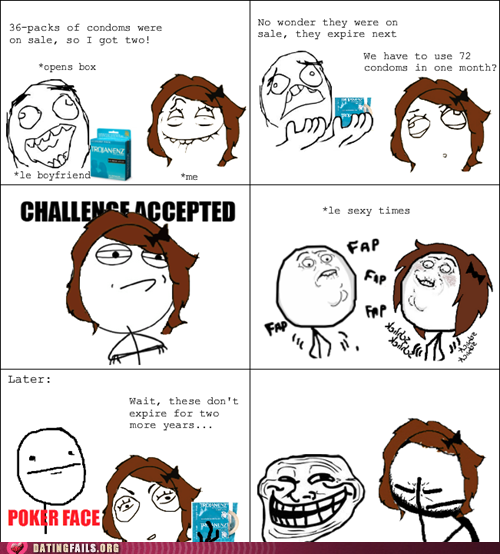 36-packs of condoms were
on sale, so I got two!
*opens box
TROJAN-ENZ
*le boyfriend
*me
No wonder they were on
sale, they expire next
We have to use 72
condoms in one month?
CHALLENGE ACCEPTED
*le sexy times
FAP
FAP
FAP
FAP
Later:
Wait, these don't
expire for two
more years...
POKER FACE
DATINGFAILS.ORG